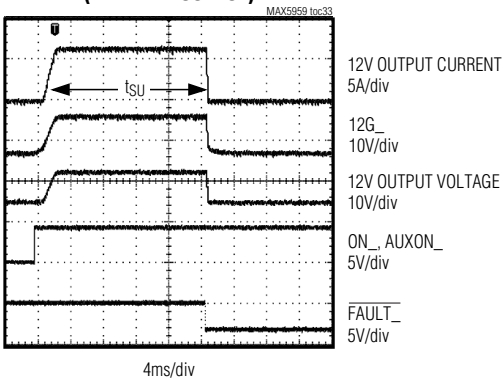 MAX5959 toc33
T
tSU
12V OUTPUT CURRENT
5A/div
12G_
10V/div
12V OUTPUT VOLTAGE
10V/div
ON_, AUXON_
5V/div
FAULT_
5V/div
4ms/div